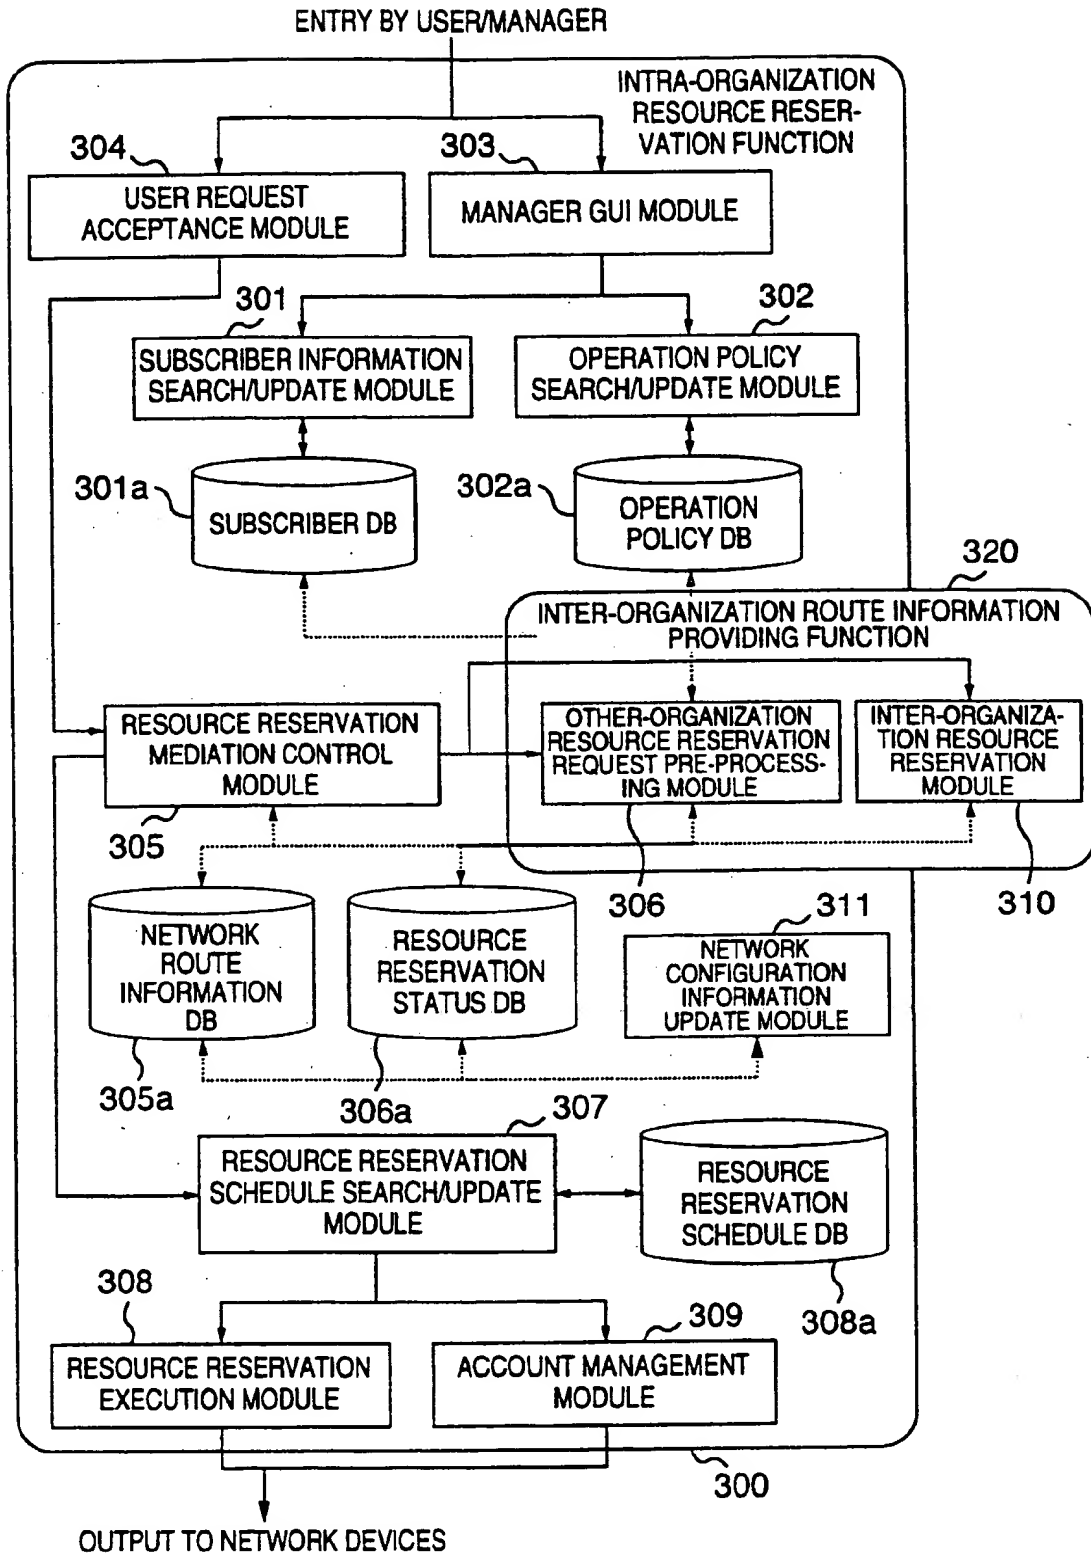 ENTRY BY USER/MANAGER
INTRA-ORGANIZATION
RESOURCE RESER-
VATION FUNCTION
304
303
USER REQUEST
ACCEPTANCE MODULE
MANAGER GUI MODULE
301
302
SUBSCRIBER INFORMATION
SEARCH/UPDATE MODULE
OPERATION POLICY
SEARCH/UPDATE MODULE
301a
SUBSCRIBER DB
302a
OPERATION
POLICY DB
320
INTER-ORGANIZATION ROUTE INFORMATION
PROVIDING FUNCTION
RESOURCE RESERVATION
MEDIATION CONTROL
MODULE
OTHER-ORGANIZATION
RESOURCE RESERVATION
REQUEST PRE-PROCESS-
ING MODULE
INTER-ORGANIZA-
TION RESOURCE
RESERVATION
MODULE
305
306
310
311
NETWORK
ROUTE
INFORMATION
DB
RESOURCE
RESERVATION
STATUS DB
NETWORK
CONFIGURATION
INFORMATION
UPDATE MODULE
305a
306a
307
RESOURCE RESERVATION
SCHEDULE SEARCH/UPDATE
MODULE
RESOURCE
RESERVATION
SCHEDULE DB
308
309
308a
RESOURCE RESERVATION
EXECUTION MODULE
ACCOUNT MANAGEMENT
MODULE
300
OUTPUT TO NETWORK DEVICES